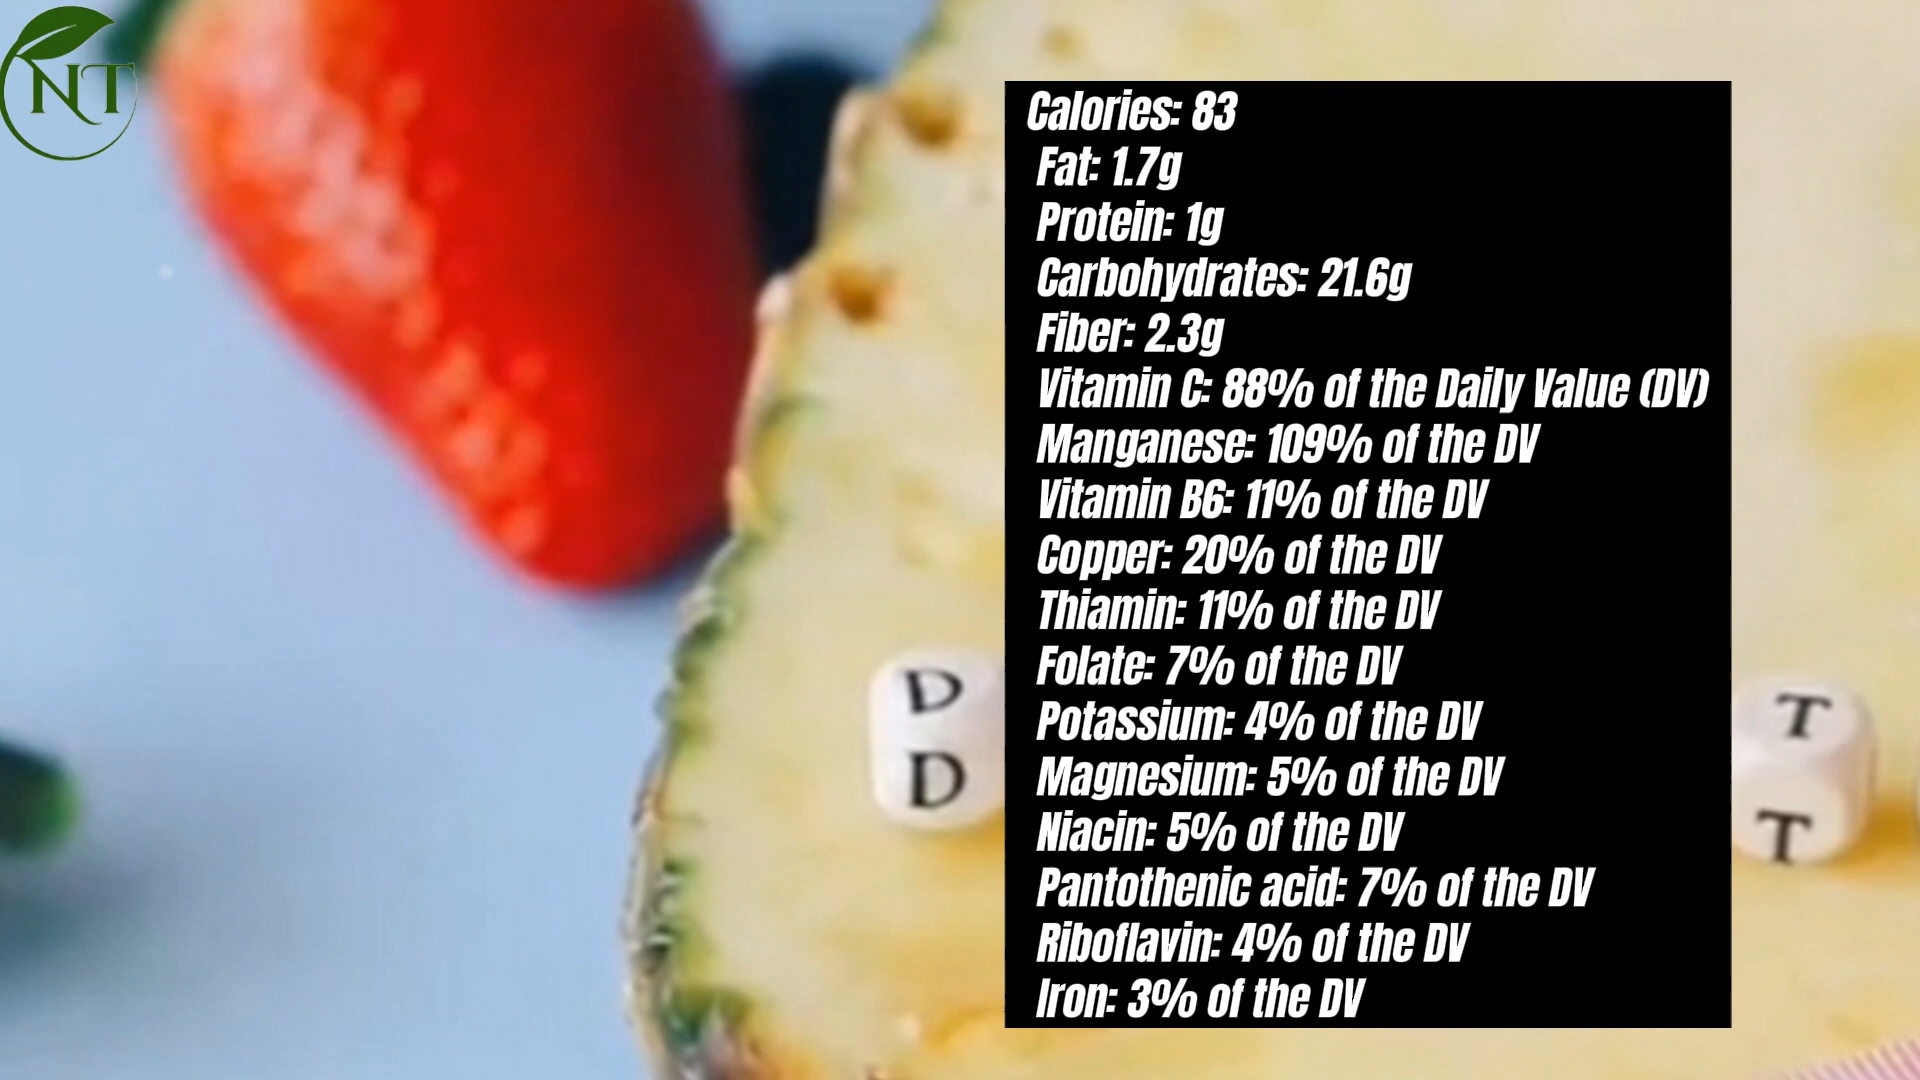 NT
Calories: 83
Fat: 1.7g
Protein: 1g
Carbohydrates: 21.6g
Fiber: 2.3g
Vitamin C: 88% of the Daily Value (DV)
Manganese: 109% of the DV
Vitamin B6: 11% of the DV
Copper: 20% of the DV
Thiamin: 11% of the DV
Folate: 7% of the DV
Potassium: 4% of the DV
Magnesium: 5% of the DV
Niacin: 5% of the DV
Pantothenic acid: 7% of the DV
Riboflavin: 4% of the DV
Iron: 3% of the DV
D T
D T